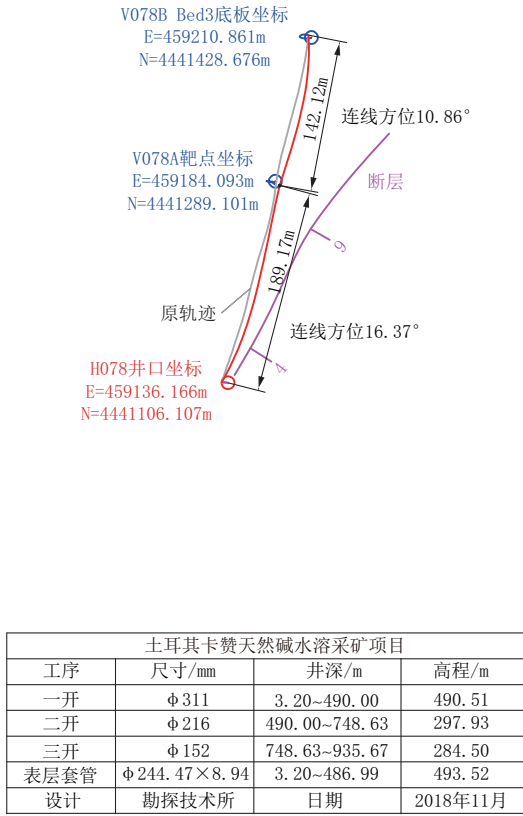 V078B Bed3底板坐标
E=459210.861m
N=4441428.676m
142.12m
连线方位10.86°
V078A靶点坐标
E=459184.093m
N=4441289.101m
断层
9
189.17m
原轨迹
连线方位16.37°
H078井口坐标
E=459136.166m
N=4441106.107m
4
土耳其卡赞天然碱水溶采矿项目
工序 尺寸/mm 井深/m 高程/m
一开 φ311 3.20~490.00 490.51
二开 φ216 490.00~748.63 297.93
三开 φ152 748.63~935.67 284.50
表层套管 φ244.47×8.94 3.20~486.99 493.52
设计 勘探技术所 日期 2018年11月